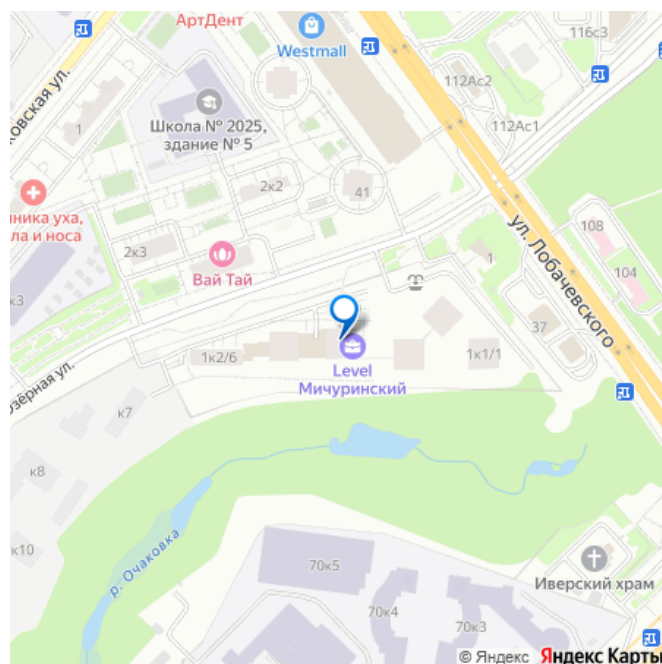 АртДент
Westmall
116с3
112Ас2
112Ас1
ковская ул.
1
Школа № 2025,
здание № 5
2к2
41
ника уха,
ла и носа
2к3
Вай Тай
к3
ул. Лобачевского
108
104
1
37
1к2/6
Level
Мичуринский
1к1/1
зёрная ул.
к7
к8
к10
р. Очаковка
70к5
70к4
70к3
Иверский храм
© Яндекс Яндекс Карты